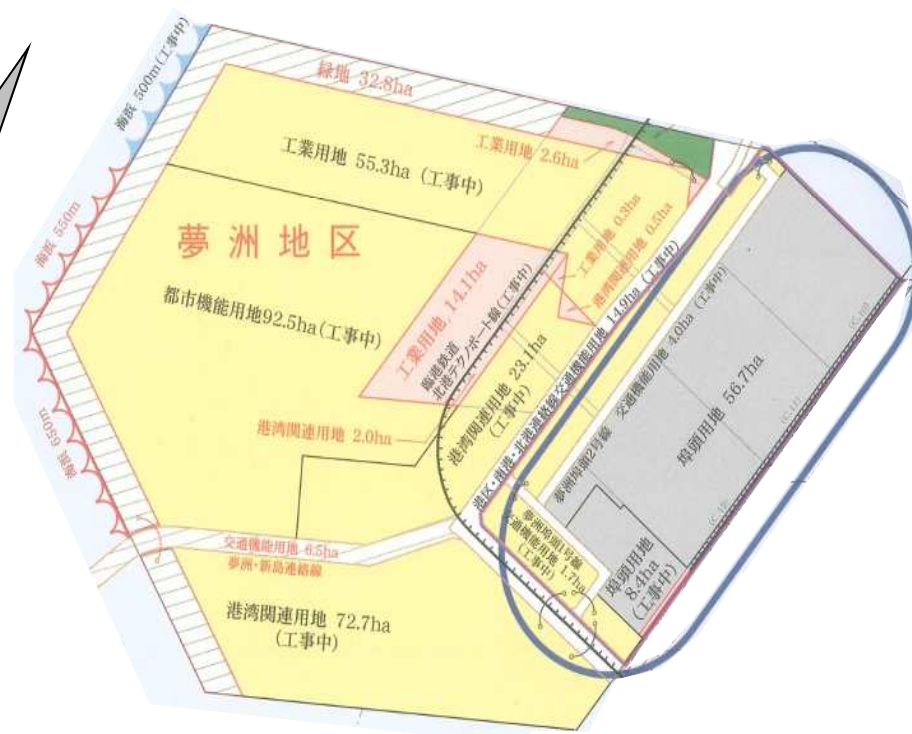 海浜 500m(工事中)
緑地 32.8ha
工業用地 2.6ha
工業用地 55.3ha (工事中)
海浜 550m
夢洲地区
工業用地 0.3ha
港湾関連用地 0.5ha
都市機能用地92.5ha(工事中)
工業用地 14.1ha
臨港鉄道
北港テクノポート線(工事中)
港湾関連用地 23.1ha
(工事中)
港区・南港・北港連絡線交通機能用地 14.9ha (工事中)
夢洲埠頭2号線 交通機能用地 4.0ha (工事中)
埠頭用地 56.7ha
海浜 650m
港湾関連用地 2.0ha
夢洲埠頭1号線
交通機能用地 1.7ha
(工事中)
埠頭用地
8.4ha
(工事中)
交通機能用地 6.5ha
夢洲・新島連絡線
港湾関連用地 72.7ha
(工事中)